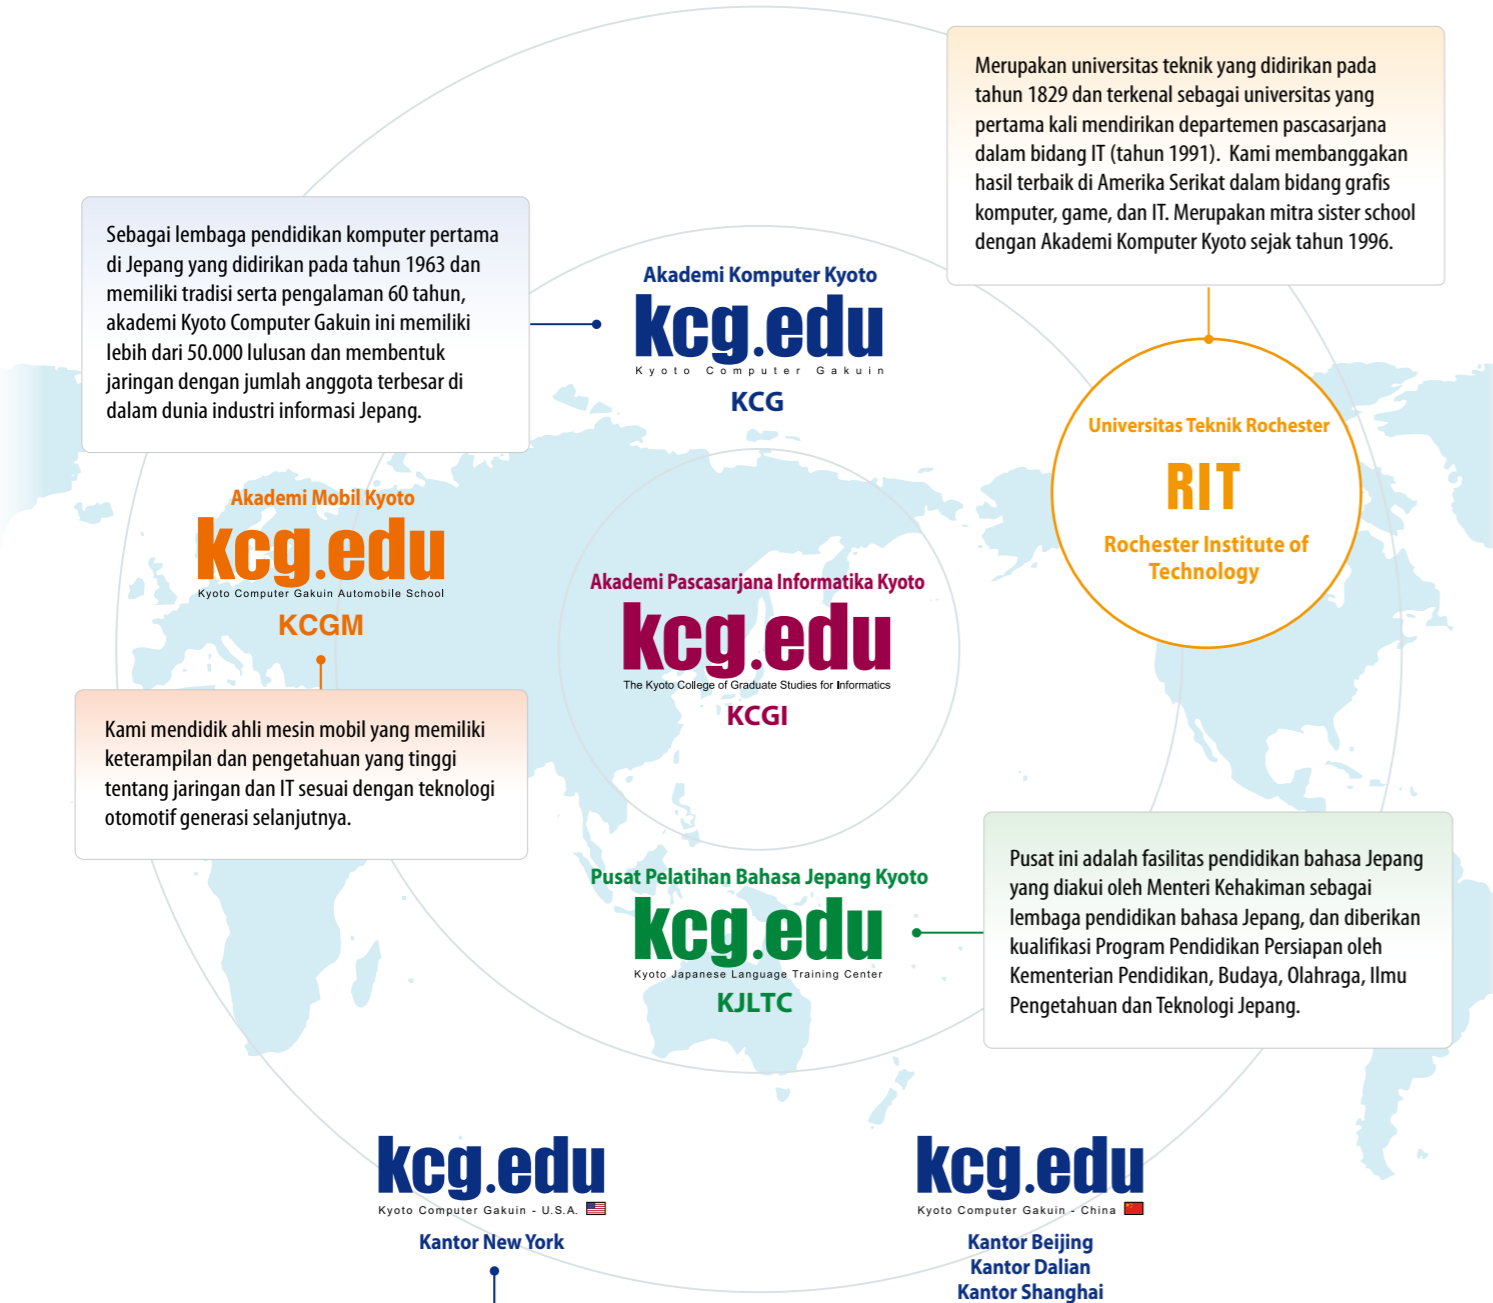 Merupakan universitas teknik yang didirikan pada
tahun 1829 dan terkenal sebagai universitas yang
pertama kali mendirikan departemen pascasarjana
dalam bidang IT (tahun 1991). Kami membanggakan
hasil terbaik di Amerika Serikat dalam bidang grafis
komputer, game, dan IT. Merupakan mitra sister school
dengan Akademi Komputer Kyoto sejak tahun 1996.
Sebagai lembaga pendidikan komputer pertama
di Jepang yang didirikan pada tahun 1963 dan
memiliki tradisi serta pengalaman 60 tahun,
akademi Kyoto Computer Gakuin ini memiliki
lebih dari 50.000 lulusan dan membentuk
jaringan dengan jumlah anggota terbesar di
dalam dunia industri informasi Jepang.
Akademi Komputer Kyoto
kcg.edu
Kyoto Computer Gakuin
KCG
Universitas Teknik Rochester
RIT
Rochester Institute of
Technology
Akademi Mobil Kyoto
kcg.edu
Kyoto Computer Gakuin Automobile School
KCGM
Akademi Pascasarjana Informatika Kyoto
kcg.edu
The Kyoto College of Graduate Studies for Informatics
KCGI
Kami mendidik ahli mesin mobil yang memiliki
keterampilan dan pengetahuan yang tinggi
tentang jaringan dan IT sesuai dengan teknologi
otomotif generasi selanjutnya.
Pusat Pelatihan Bahasa Jepang Kyoto
kcg.edu
Kyoto Japanese Language Training Center
KJLTC
Pusat ini adalah fasilitas pendidikan bahasa Jepang
yang diakui oleh Menteri Kehakiman sebagai
lembaga pendidikan bahasa Jepang, dan diberikan
kualifikasi Program Pendidikan Persiapan oleh
Kementerian Pendidikan, Budaya, Olahraga, Ilmu
Pengetahuan dan Teknologi Jepang.
kcg.edu
Kyoto Computer Gakuin - U.S.A.
Kantor New York
kcg.edu
Kyoto Computer Gakuin - China
Kantor Beijing
Kantor Dalian
Kantor Shanghai